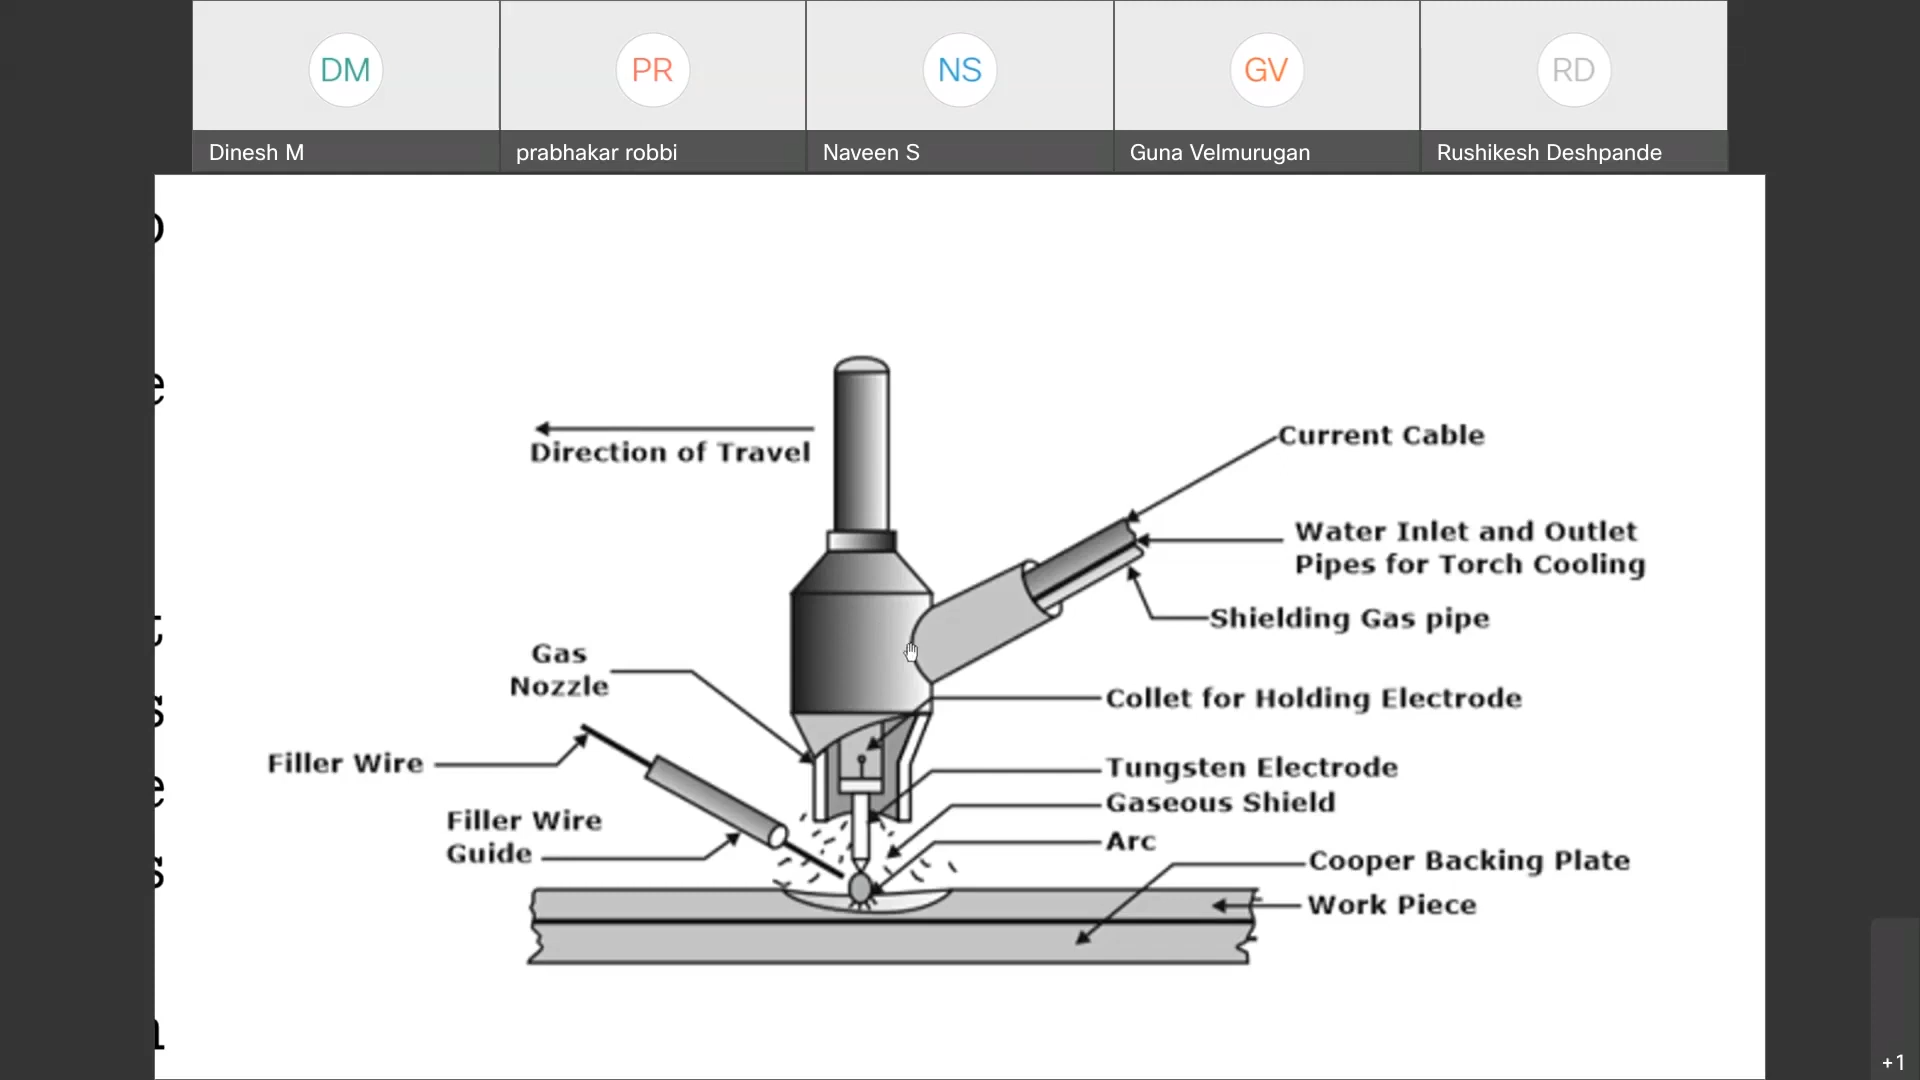 DM
PR
NS
GV
RD
Dinesh M
prabhakar robbi
Naveen S
Guna Velmurugan
Rushikesh Deshpande
Direction of Travel
Current Cable
Water Inlet and Outlet
Pipes for Torch Cooling
Shielding Gas pipe
Gas
Nozzle
Collet for Holding Electrode
Filler Wire
Tungsten Electrode
Gaseous Shield
Filler Wire
Guide
Arc
Cooper Backing Plate
Work Piece
+1